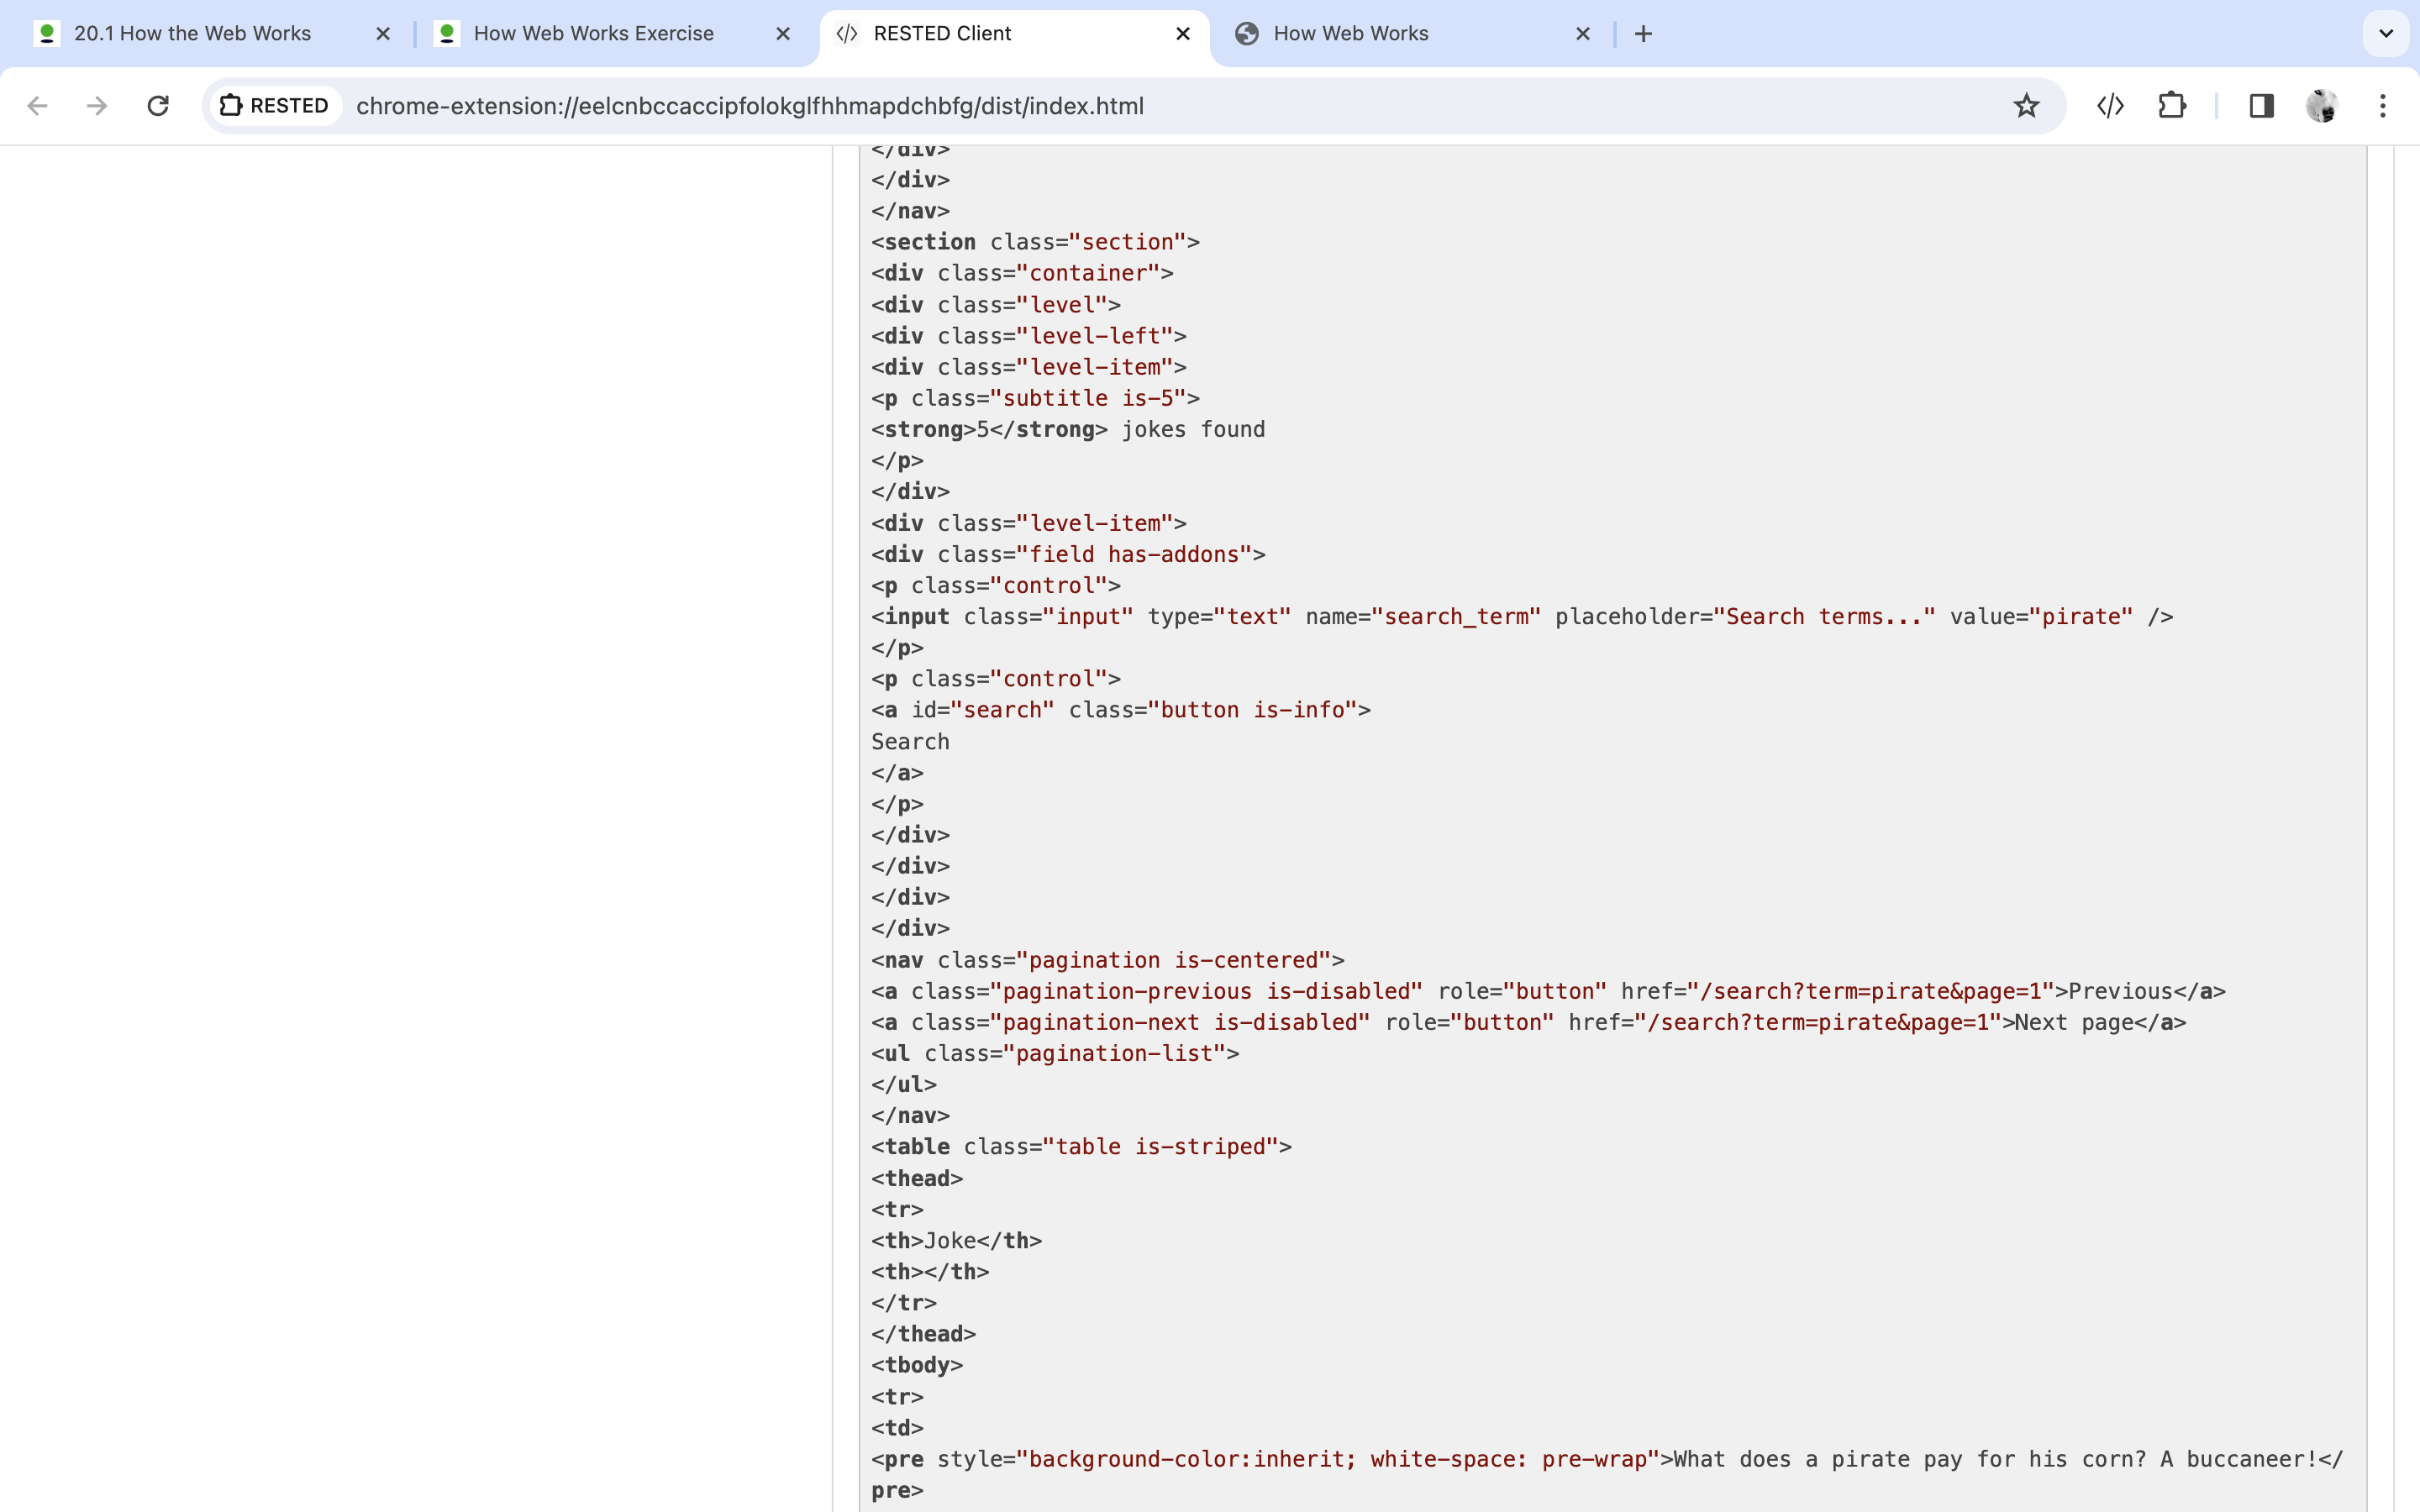 20.1 How the Web Works
How Web Works Exercise
</> RESTED Client
How Web Works
RESTED
chrome-extension://eelcnbccaccipfolokglfhhmapdchbfg/dist/index.html
</>
</div>
</div>
</nav>
<section class="section">
<div class="container">
<div class="level">
<div class="level-left">
<div class="level-item">
<p class="subtitle is-5">
<strong>5</strong> jokes found
</p>
</div>
<div class="level-item">
<div class="field has-addons">
<p class="control">
<input class="input" type="text" name="search_term" placeholder="Search terms..." value="pirate" />
</p>
<p class="control">
<a id="search" class="button is-info">
Search
</a>
</p>
</div>
</div>
</div>
</div>
<nav class="pagination is-centered">
<a class="pagination-previous is-disabled" role="button" href="/search?term=pirate&page=1">Previous</a>
<a class="pagination-next is-disabled" role="button" href="/search?term=pirate&page=1">Next page</a>
<ul class="pagination-list">
</ul>
</nav>
<table class="table is-striped">
<thead>
<tr>
<th>Joke</th>
<th></th>
</tr>
</thead>
<tbody>
<tr>
<td>
<pre style="background-color:inherit; white-space: pre-wrap">What does a pirate pay for his corn? A buccaneer!</
pre>